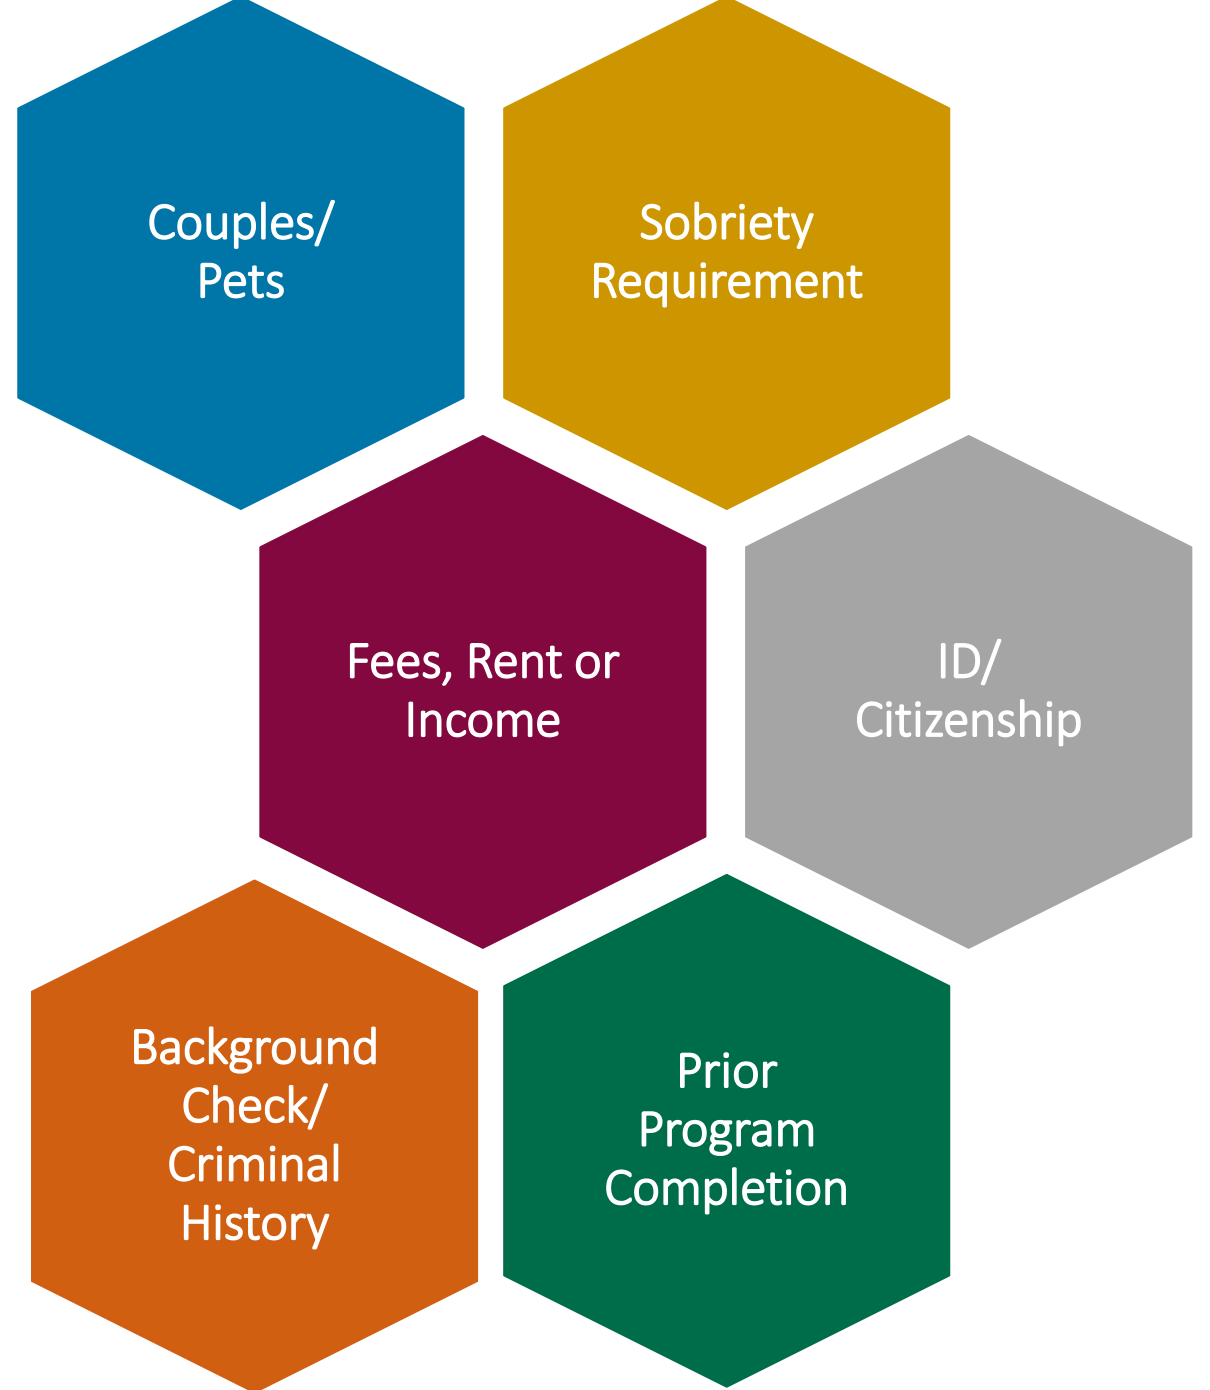 Couples/
Pets
Sobriety
Requirement
Fees, Rent or
Income
ID/
Citizenship
Background
Check/
Criminal
History
Prior
Program
Completion